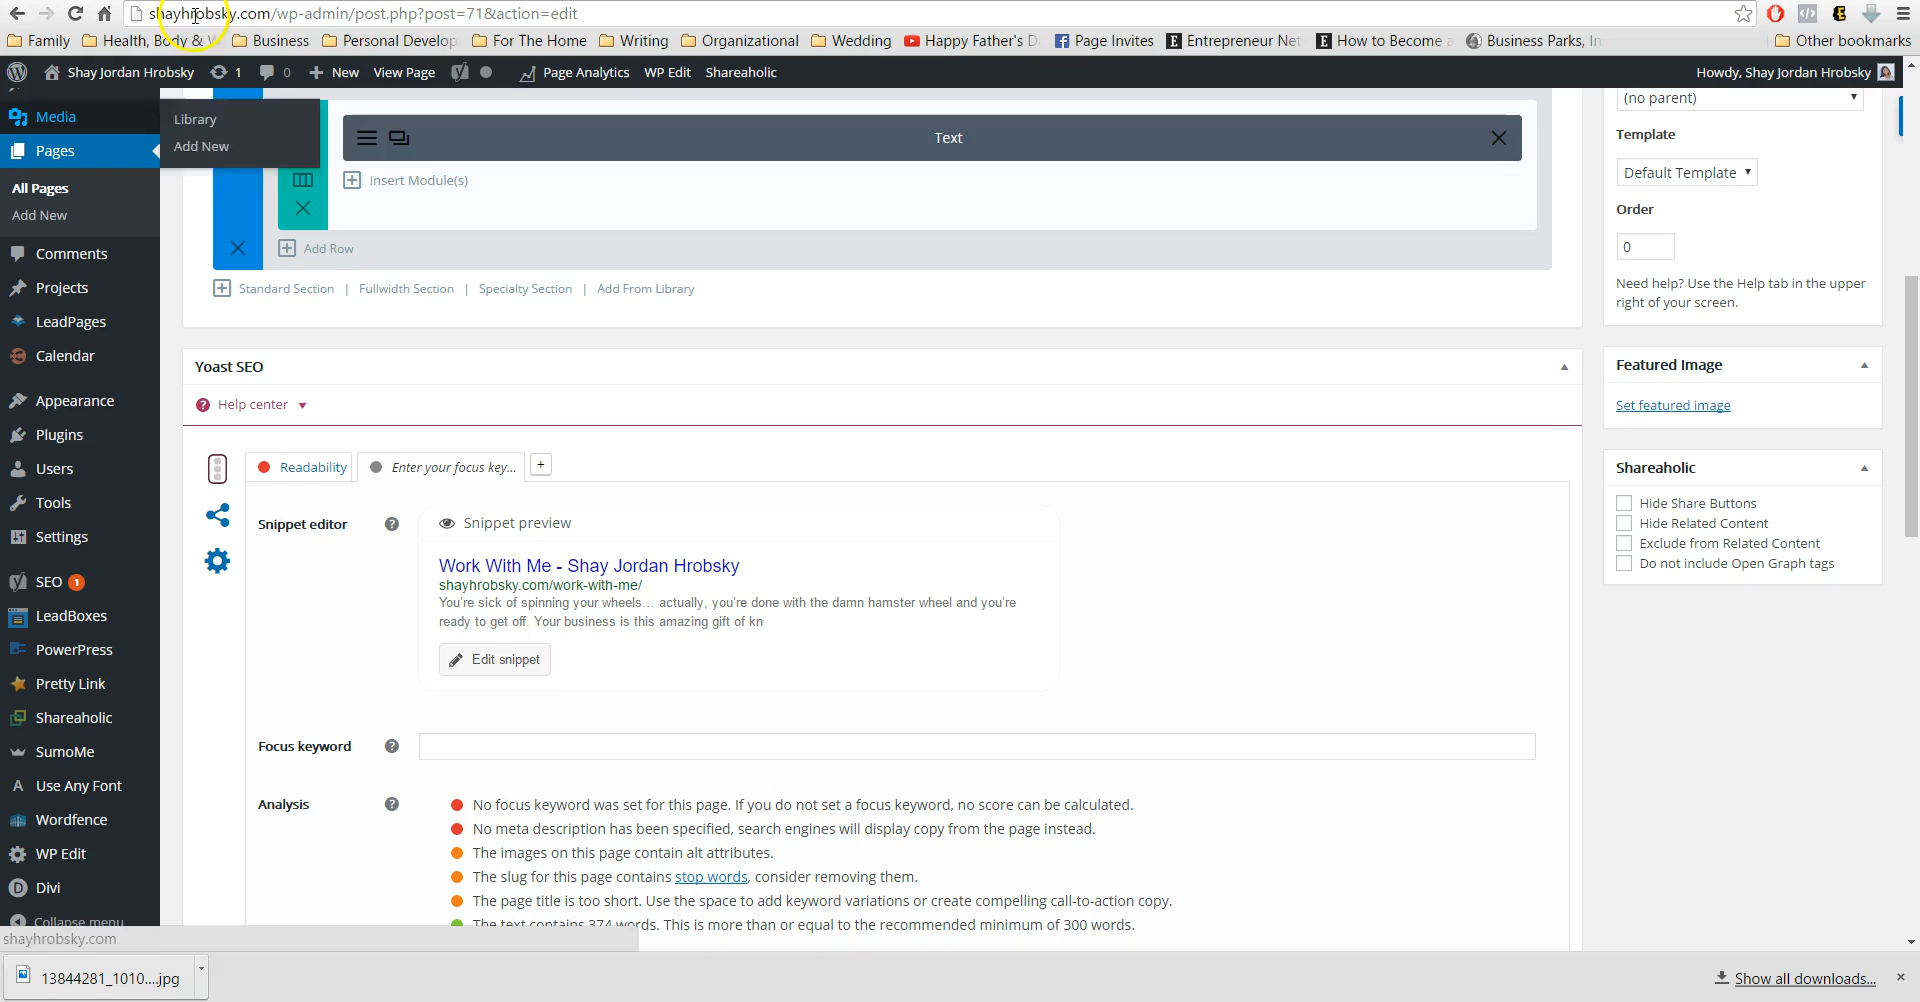 shayhrobsky.com/wp-admin/post.php?post=71&action=edit
Family Health, Body & Business Personal Develop For The Home Writing Organizational Wedding Happy Father's D Page Invites Entrepreneur Net How to Become a Business Parks, In Other bookmarks
Shay Jordan Hrobsky 1 0 New View Page Page Analytics WP Edit Shareaholic Howdy, Shay Jordan Hrobsky
Media
Pages
All Pages
Add New
Comments
Projects
LeadPages
Calendar
Appearance
Plugins
Users
Tools
Settings
SEO 1
LeadBoxes
PowerPress
Pretty Link
Shareaholic
SumoMe
Use Any Font
Wordfence
WP Edit
Divi
Collapse menu
Library
Add New
Text
Insert Module(s)
Add Row
Standard Section | Fullwidth Section | Specialty Section | Add From Library
Yoast SEO
Help center
Readability Enter your focus key... +
Snippet editor
Snippet preview
Work With Me - Shay Jordan Hrobsky
shayhrobsky.com/work-with-me/
You're sick of spinning your wheels… actually, you're done with the damn hamster wheel and you're
ready to get off. Your business is this amazing gift of kn
Edit snippet
Focus keyword
Analysis
No focus keyword was set for this page. If you do not set a focus keyword, no score can be calculated.
No meta description has been specified, search engines will display copy from the page instead.
The images on this page contain alt attributes.
The slug for this page contains stop words, consider removing them.
The page title is too short. Use the space to add keyword variations or create compelling call-to-action copy.
The text contains 374 words. This is more than or equal to the recommended minimum of 300 words.
(no parent)
Template
Default Template
Order
0
Need help? Use the Help tab in the upper
right of your screen.
Featured Image
Set featured image
Shareaholic
Hide Share Buttons
Hide Related Content
Exclude from Related Content
Do not include Open Graph tags
shayhrobsky.com
13844281_1010....jpg
Show all downloads...